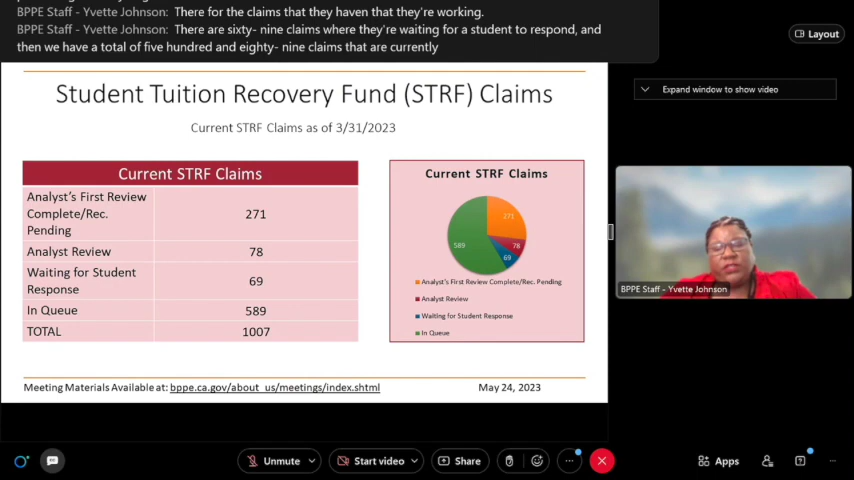 BPPE Staff - Yvette Johnson: There for the claims that they haven that they're working.
BPPE Staff - Yvette Johnson: There are sixty- nine claims where they're waiting for a student to respond, and
then we have a total of five hundred and eighty- nine claims that are currently
Layout
Expand window to show video
Student Tuition Recovery Fund (STRF) Claims
Current STRF Claims as of 3/31/2023
Current STRF Claims
Analyst's First Review
Complete/Rec.
Pending
271
Analyst Review
78
Waiting for Student
Response
69
In Queue
589
TOTAL
1007
Current STRF Claims
271
78
69
589
Analyst's First Review Complete/Rec. Pending
Analyst Review
Waiting for Student Response
In Queue
BPPE Staff - Yvette Johnson
Meeting Materials Available at: bppe.ca.gov/about_us/meetings/index.shtml
May 24, 2023
Unmute
Start video
Share
Apps